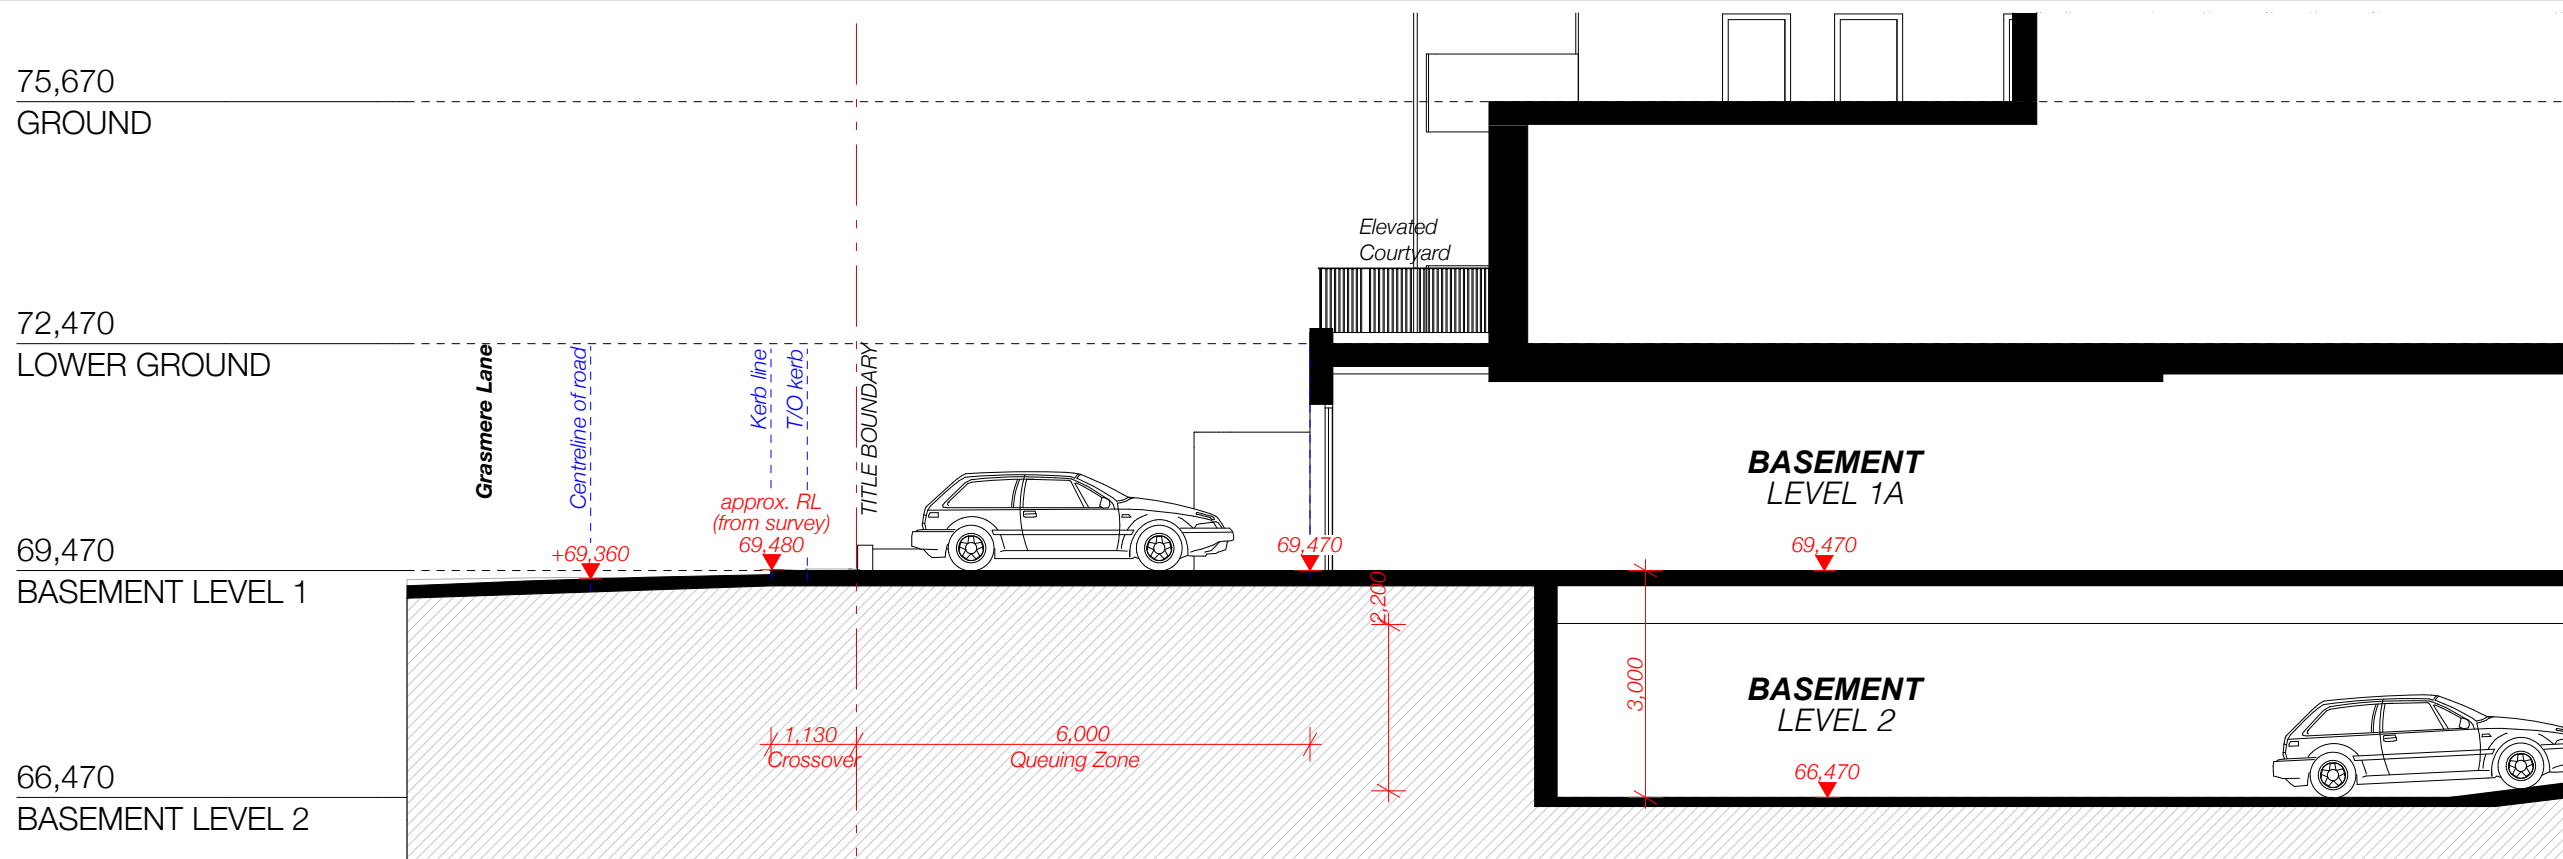 75,670
GROUND
Elevated
Courtyard
72,470
LOWER GROUND
Grasmere Lane
Centreline of road
Kerb line
T/O kerb
TITLE BOUNDARY
approx. RL
(from survey)
69,480
+69,360
69,470
69,470
BASEMENT
LEVEL 1A
69,470
BASEMENT LEVEL 1
2,200
3,000
BASEMENT
LEVEL 2
1,130
Crossover
6,000
Queuing Zone
66,470
66,470
BASEMENT LEVEL 2